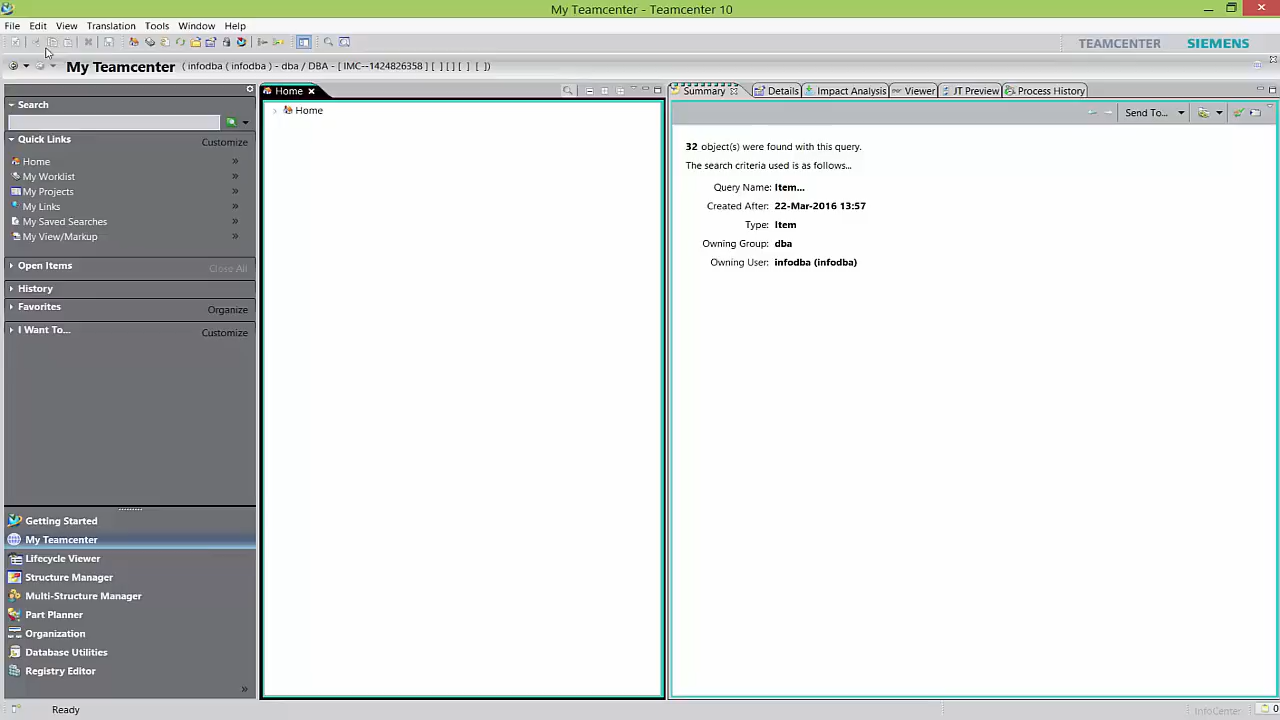 My Teamcenter - Teamcenter 10
File Edit View Translation Tools Window Help
TEAMCENTER SIEMENS
My Teamcenter ( infodba ( infodba ) - dba / DBA - [ IMC--1424826358 ] [ ] [ ] [ ] [ ])
Search
Quick Links Customize
Home »
My Worklist »
My Projects »
My Links »
My Saved Searches »
My View/Markup »
Open Items Close All
History
Favorites Organize
I Want To... Customize
Getting Started
My Teamcenter
Lifecycle Viewer
Structure Manager
Multi-Structure Manager
Part Planner
Organization
Database Utilities
Registry Editor
»
Home
Home
Summary Details Impact Analysis Viewer JT Preview Process History
Send To...
32 object(s) were found with this query.
The search criteria used is as follows...
Query Name: Item...
Created After: 22-Mar-2016 13:57
Type: Item
Owning Group: dba
Owning User: infodba (infodba)
Ready
InfoCenter 0